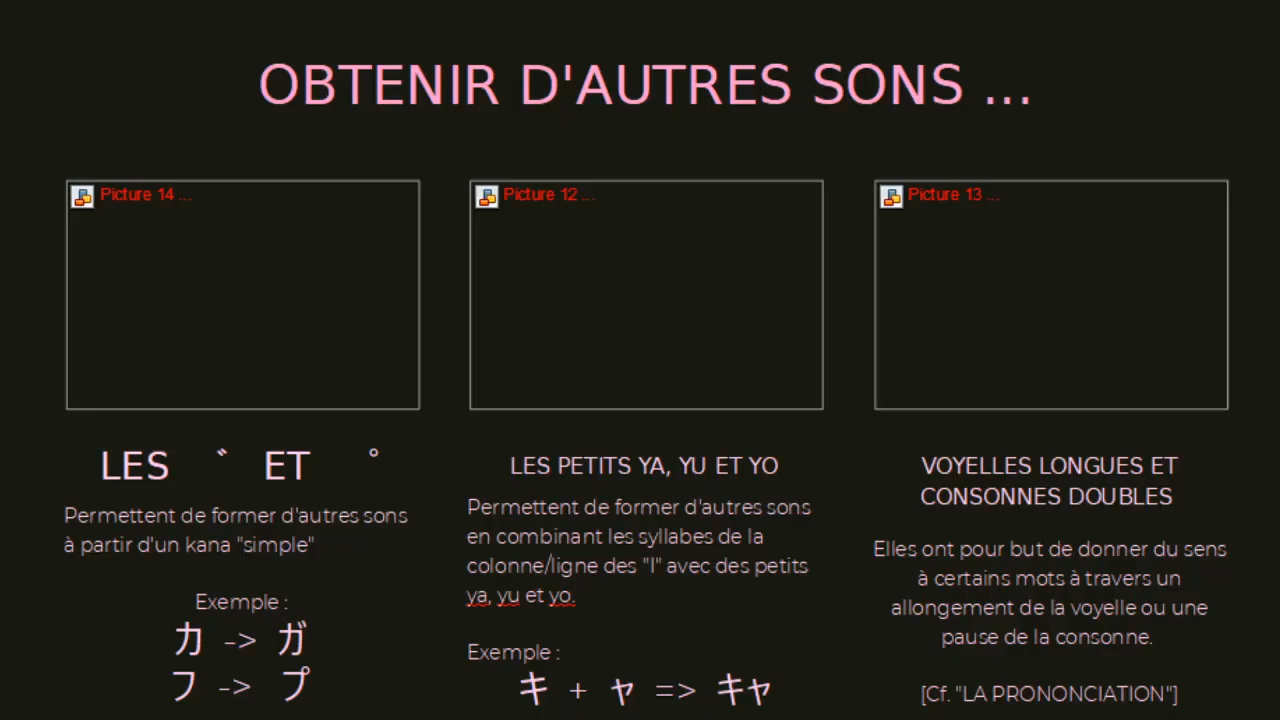 OBTENIR D'AUTRES SONS ...
Picture 14 ...
Picture 12 ...
Picture 13 ...
LES ゛ ET ゜
Permettent de former d'autres sons
à partir d'un kana "simple"
Exemple :
カ -> ガ
フ -> プ
LES PETITS YA, YU ET YO
Permettent de former d'autres sons
en combinant les syllabes de la
colonne/ligne des "I" avec des petits
ya, yu et yo.
Exemple :
キ + ャ => キャ
VOYELLES LONGUES ET
CONSONNES DOUBLES
Elles ont pour but de donner du sens
à certains mots à travers un
allongement de la voyelle ou une
pause de la consonne.
[Cf. "LA PRONONCIATION"]